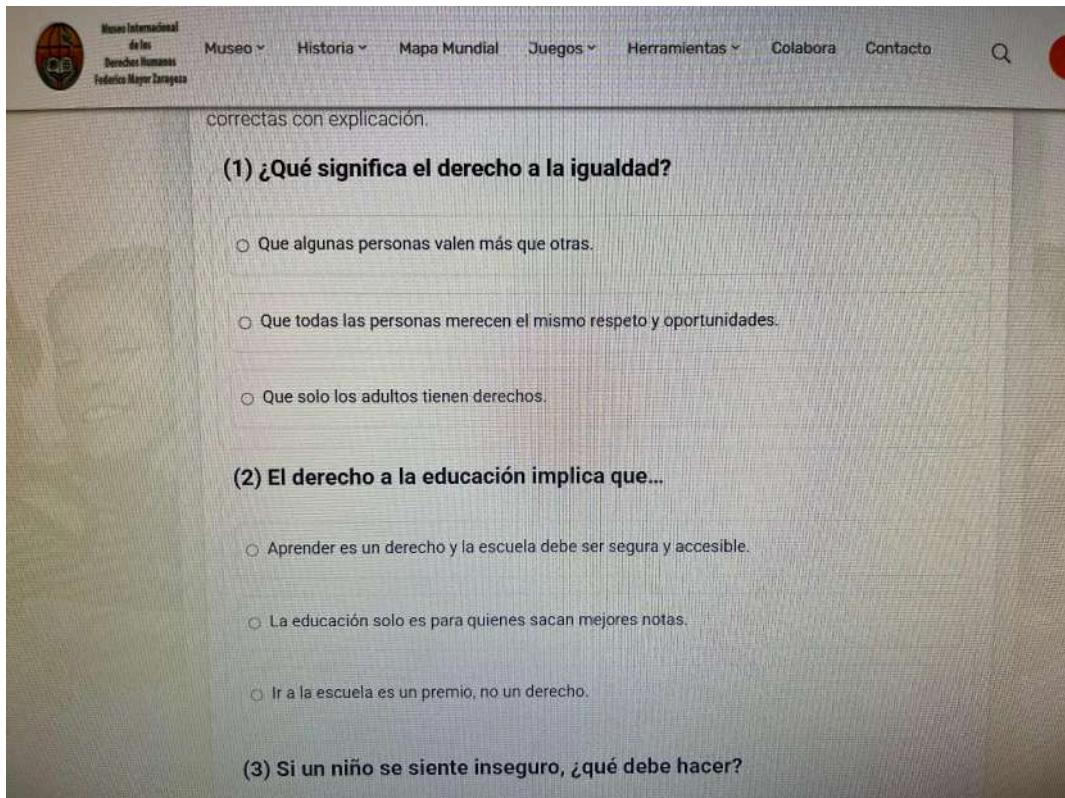 Museo Internacional
de los
Derechos Humanos
Federico Mayor Zaragoza
Museo Historia Mapa Mundial Juegos Herramientas Colabora Contacto
correctas con explicación.
(1) ¿Qué significa el derecho a la igualdad?
Que algunas personas valen más que otras.
Que todas las personas merecen el mismo respeto y oportunidades.
Que solo los adultos tienen derechos.
(2) El derecho a la educación implica que...
Aprender es un derecho y la escuela debe ser segura y accesible.
La educación solo es para quienes sacan mejores notas.
Ir a la escuela es un premio, no un derecho.
(3) Si un niño se siente inseguro, ¿qué debe hacer?